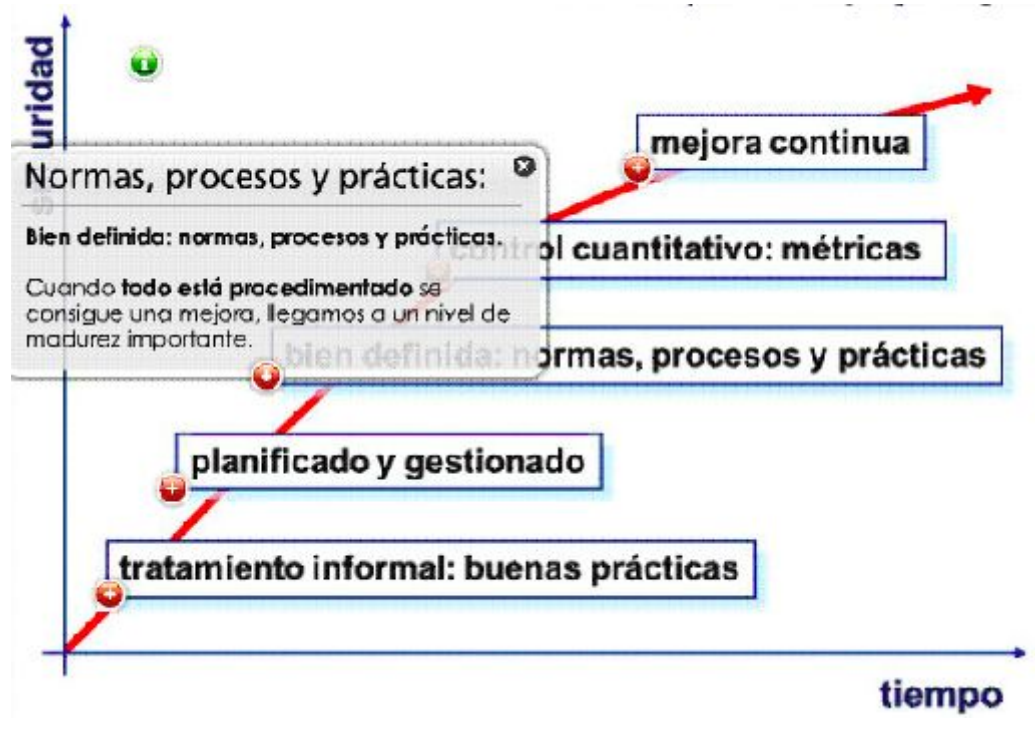 uridad
mejora continua
Normas, procesos y prácticas:
Bien definida: normas, procesos y prácticas.
Cuando todo está procedimentado se
consigue una mejora, llegamos a un nivel de
madurez importante.
control cuantitativo: métricas
bien definida: normas, procesos y prácticas
planificado y gestionado
tratamiento informal: buenas prácticas
tiempo